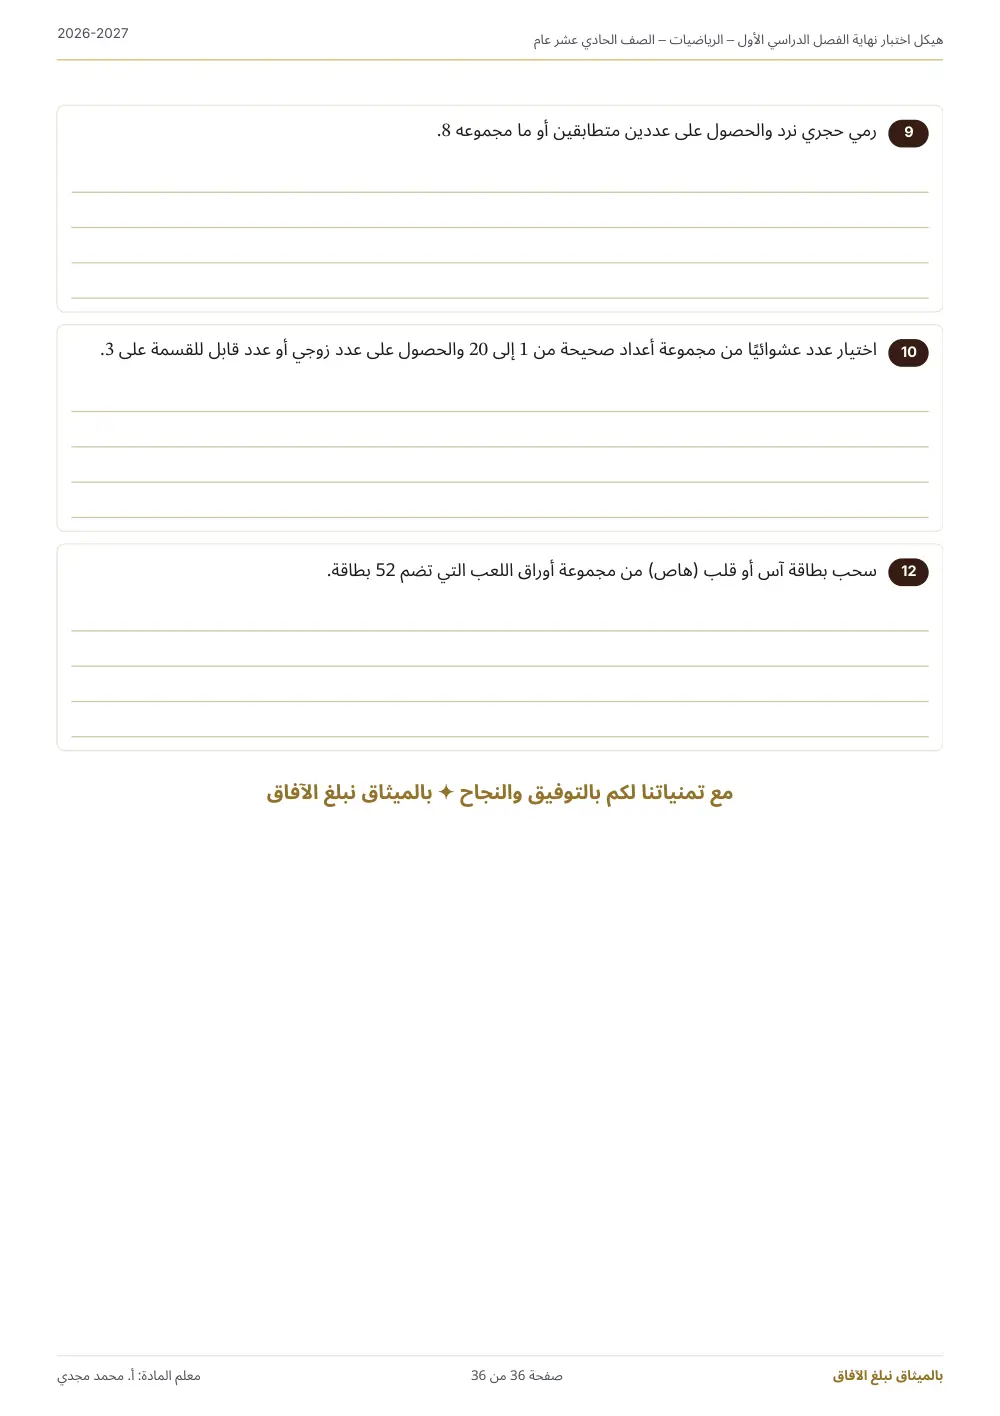 هيكل اختبار نهاية الفصل الدراسي الأول – الرياضيات – الصف الحادي عشر عام
2026-2027
9
رمي حجري نرد والحصول على عددين متطابقين أو ما مجموعه 8.
10
اختيار عدد عشوائيًا من مجموعة أعداد صحيحة من 1 إلى 20 والحصول على عدد زوجي أو عدد قابل للقسمة على 3.
12
سحب بطاقة آس أو قلب (هاص) من مجموعة أوراق اللعب التي تضم 52 بطاقة.
مع تمنياتنا لكم بالتوفيق والنجاح ✦ بالميثاق نبلغ الآفاق
بالميثاق نبلغ الآفاق
صفحة 36 من 36
معلم المادة: أ. محمد مجدي